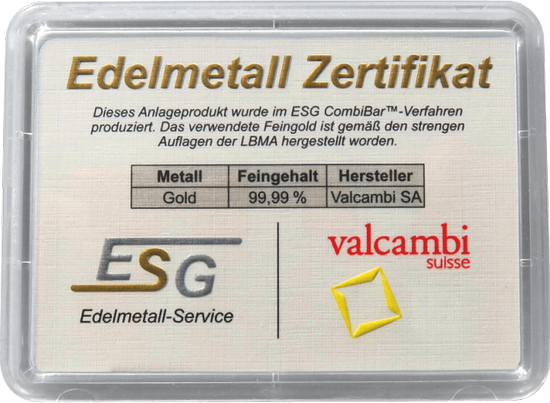 Edelmetall Zertifikat
Dieses Anlageprodukt wurde im ESG CombiBar™-Verfahren
produziert. Das verwendete Feingold ist gemäß den strengen
Auflagen der LBMA hergestellt worden.
Metall Feingehalt Hersteller
Gold 99,99 % Valcambi SA
ESG
Edelmetall-Service
valcambi
suisse